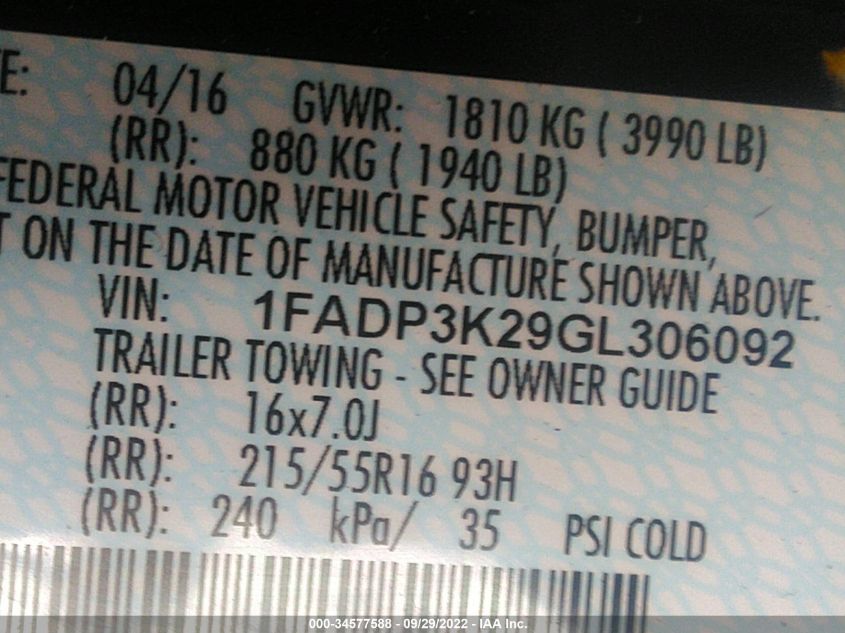 E: 04/16 GVWR: 1810 KG ( 3990 LB)
(RR): 880 KG ( 1940 LB)
FEDERAL MOTOR VEHICLE SAFETY, BUMPER,
T ON THE DATE OF MANUFACTURE SHOWN ABOVE.
VIN: 1FADP3K29GL306092
TRAILER TOWING - SEE OWNER GUIDE
(RR): 16x7.0J
(RR): 215/55R16 93H
(RR): 240 kPa/ 35 PSI COLD
000-34577588 - 09/29/2022 - IAA Inc.